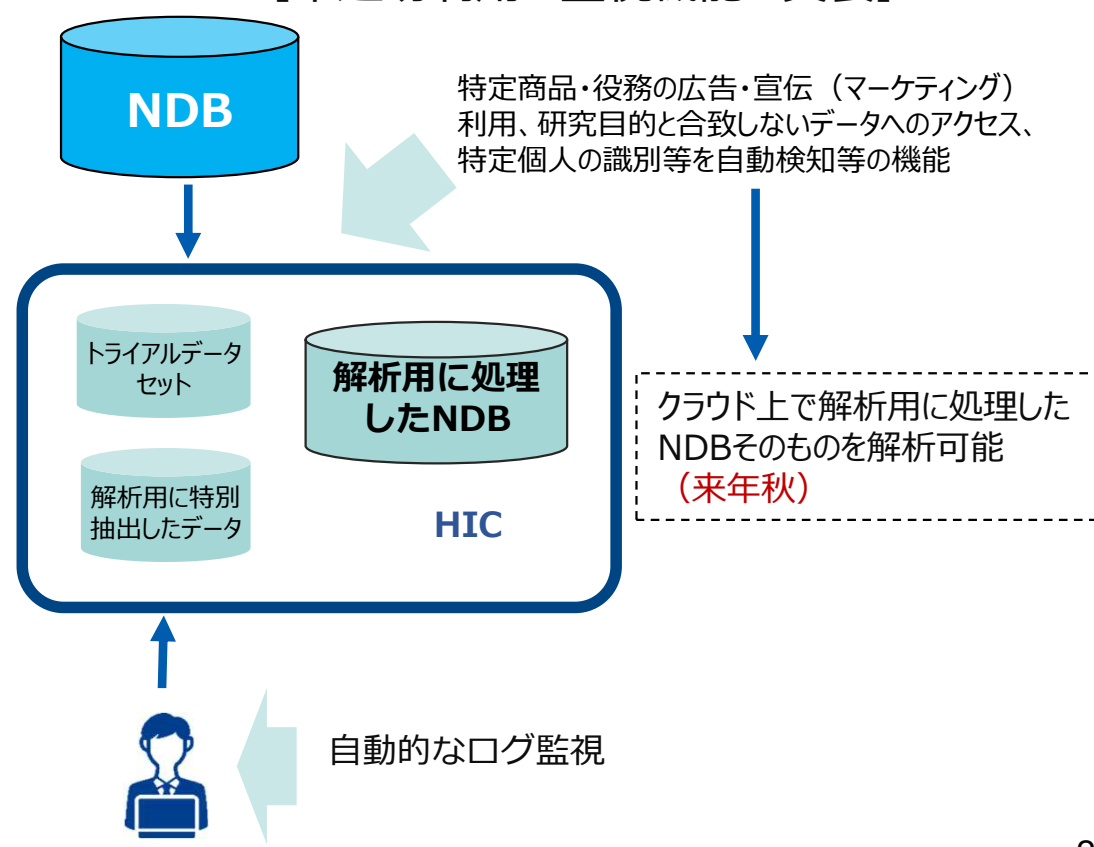 NDB
特定商品・役務の広告・宣伝（マーケティング）
利用、研究目的と合致しないデータへのアクセス、
特定個人の識別等を自動検知等の機能
トライアルデータ
セット
解析用に処理
したNDB
解析用に特別
抽出したデータ
HIC
クラウド上で解析用に処理した
NDBそのものを解析可能
（来年秋）
自動的なログ監視